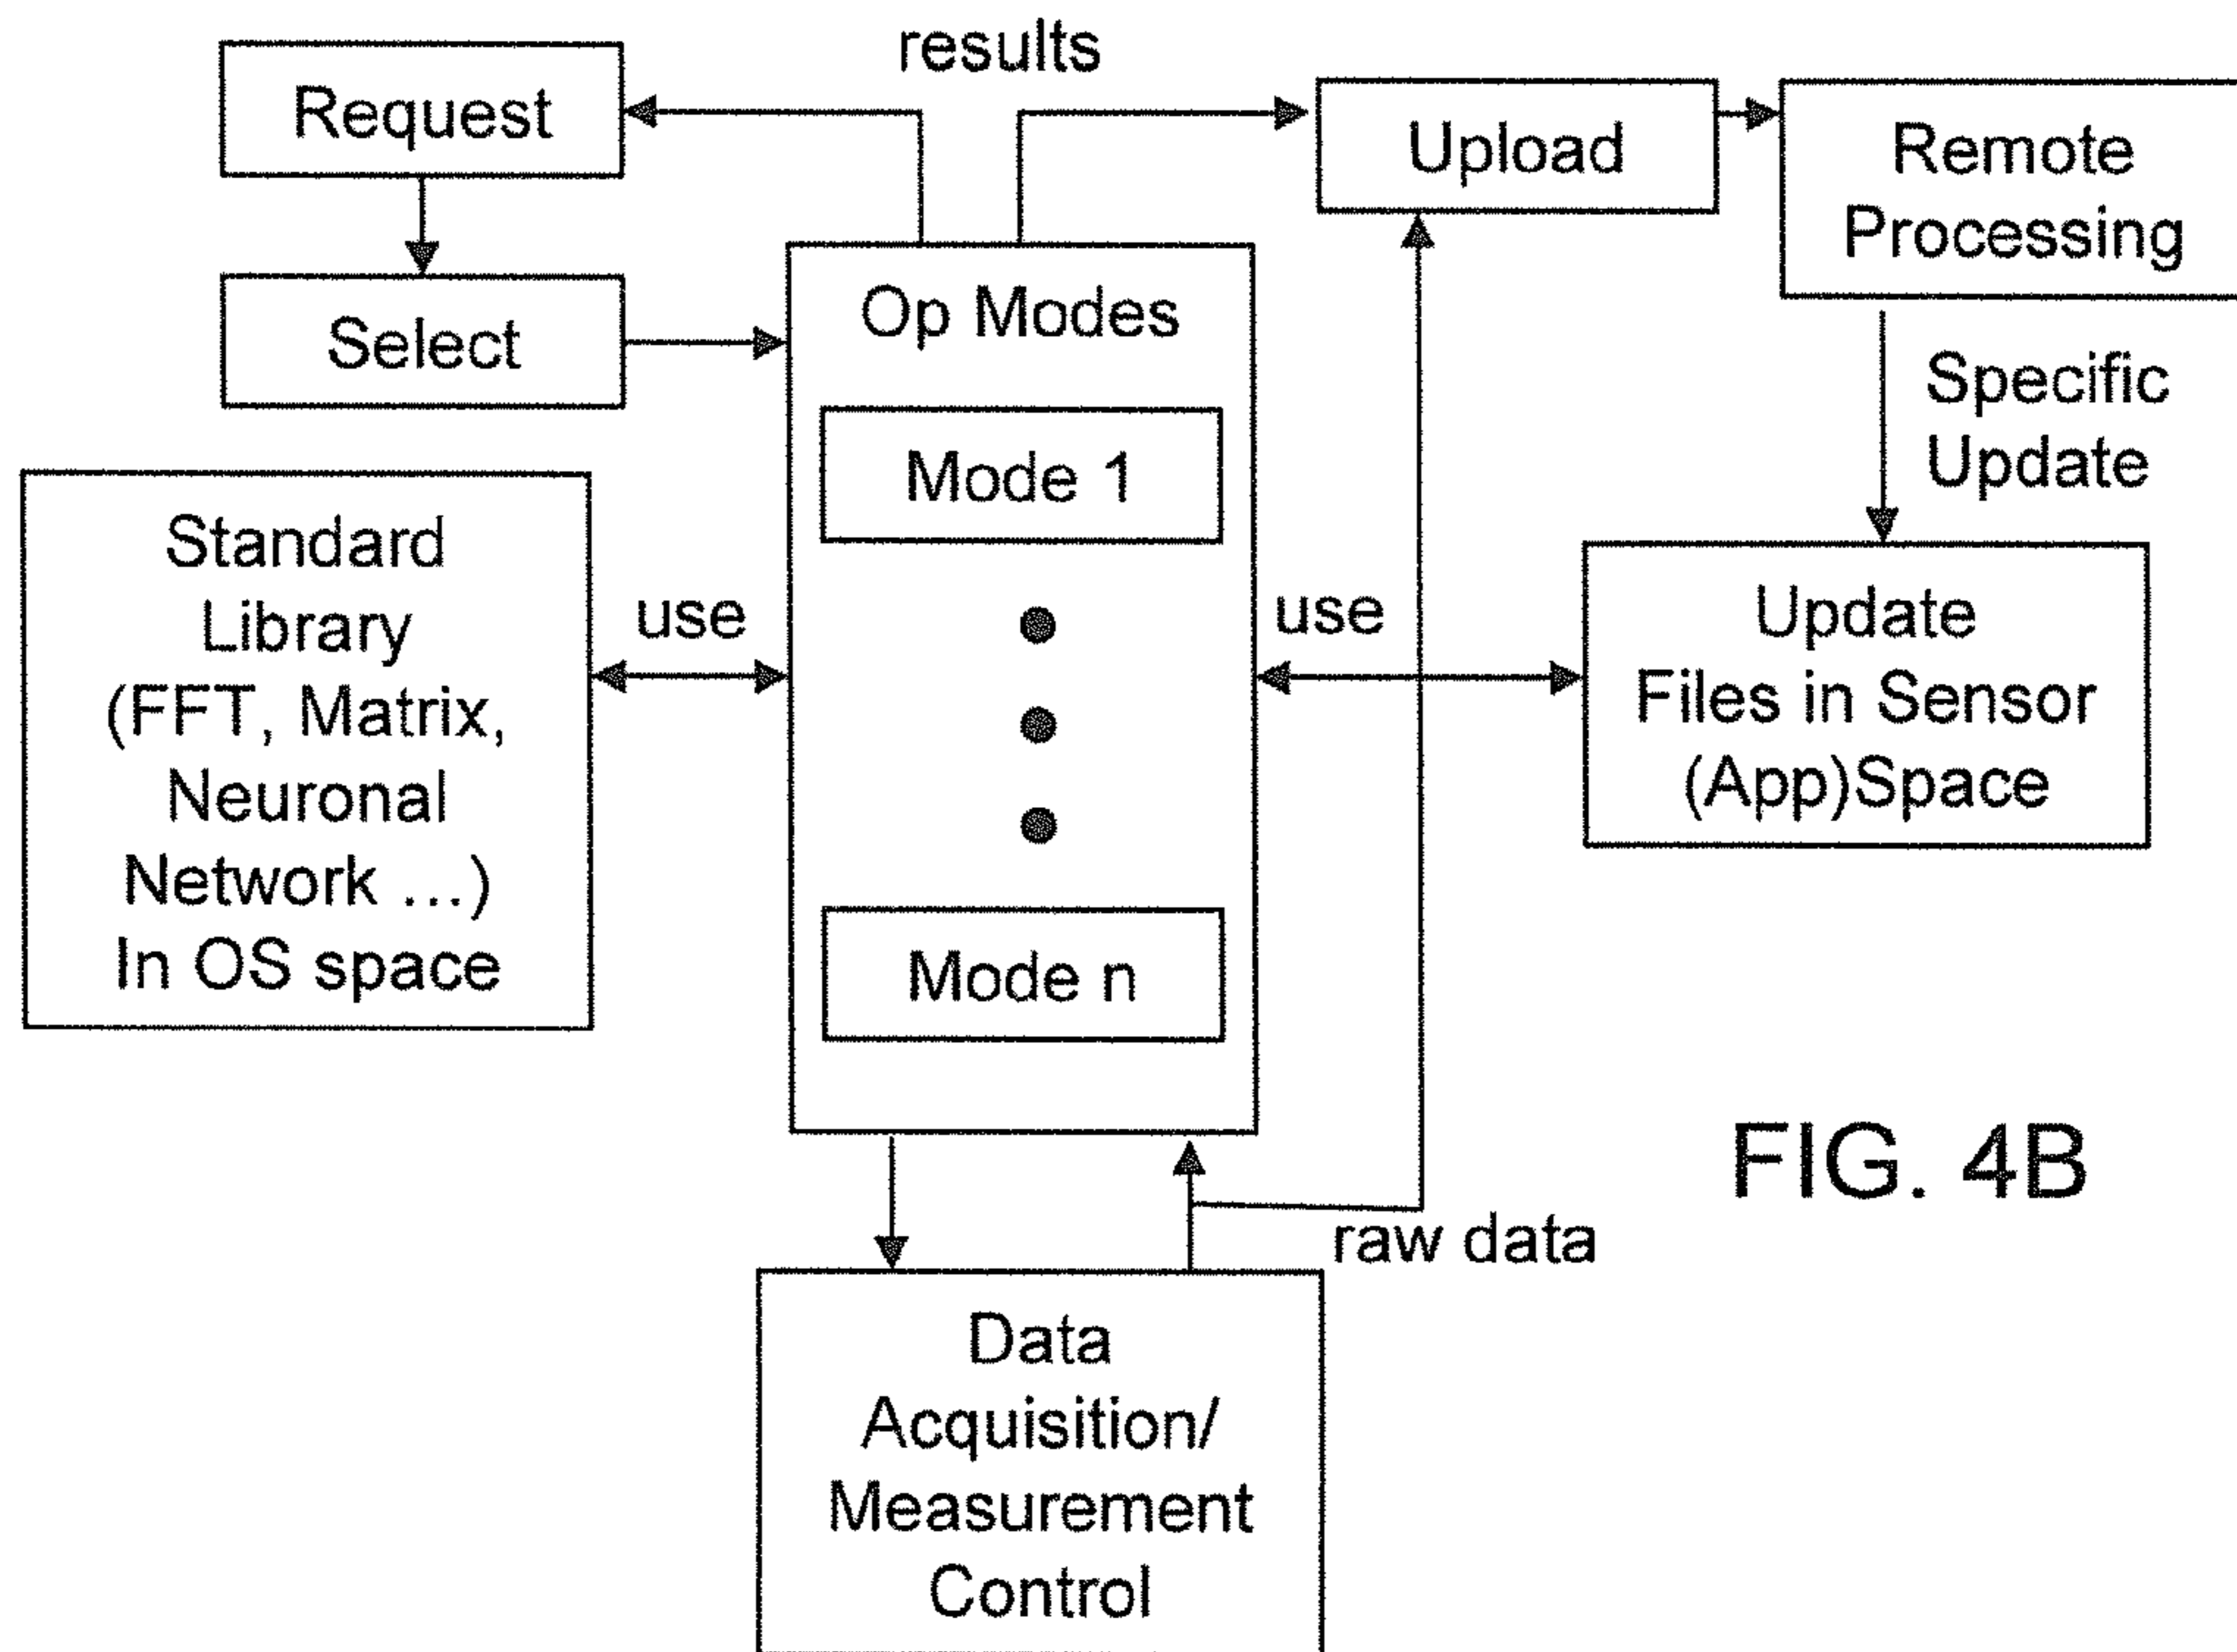 results
Request
Upload
Remote
Processing
Select
Op Modes
Specific
Update
Mode 1
Standard
Library
(FFT, Matrix,
Neuronal
Network ...)
In OS space
use
use
Update
Files in Sensor
(App)Space
Mode n
FIG. 4B
raw data
Data
Acquisition/
Measurement
Control